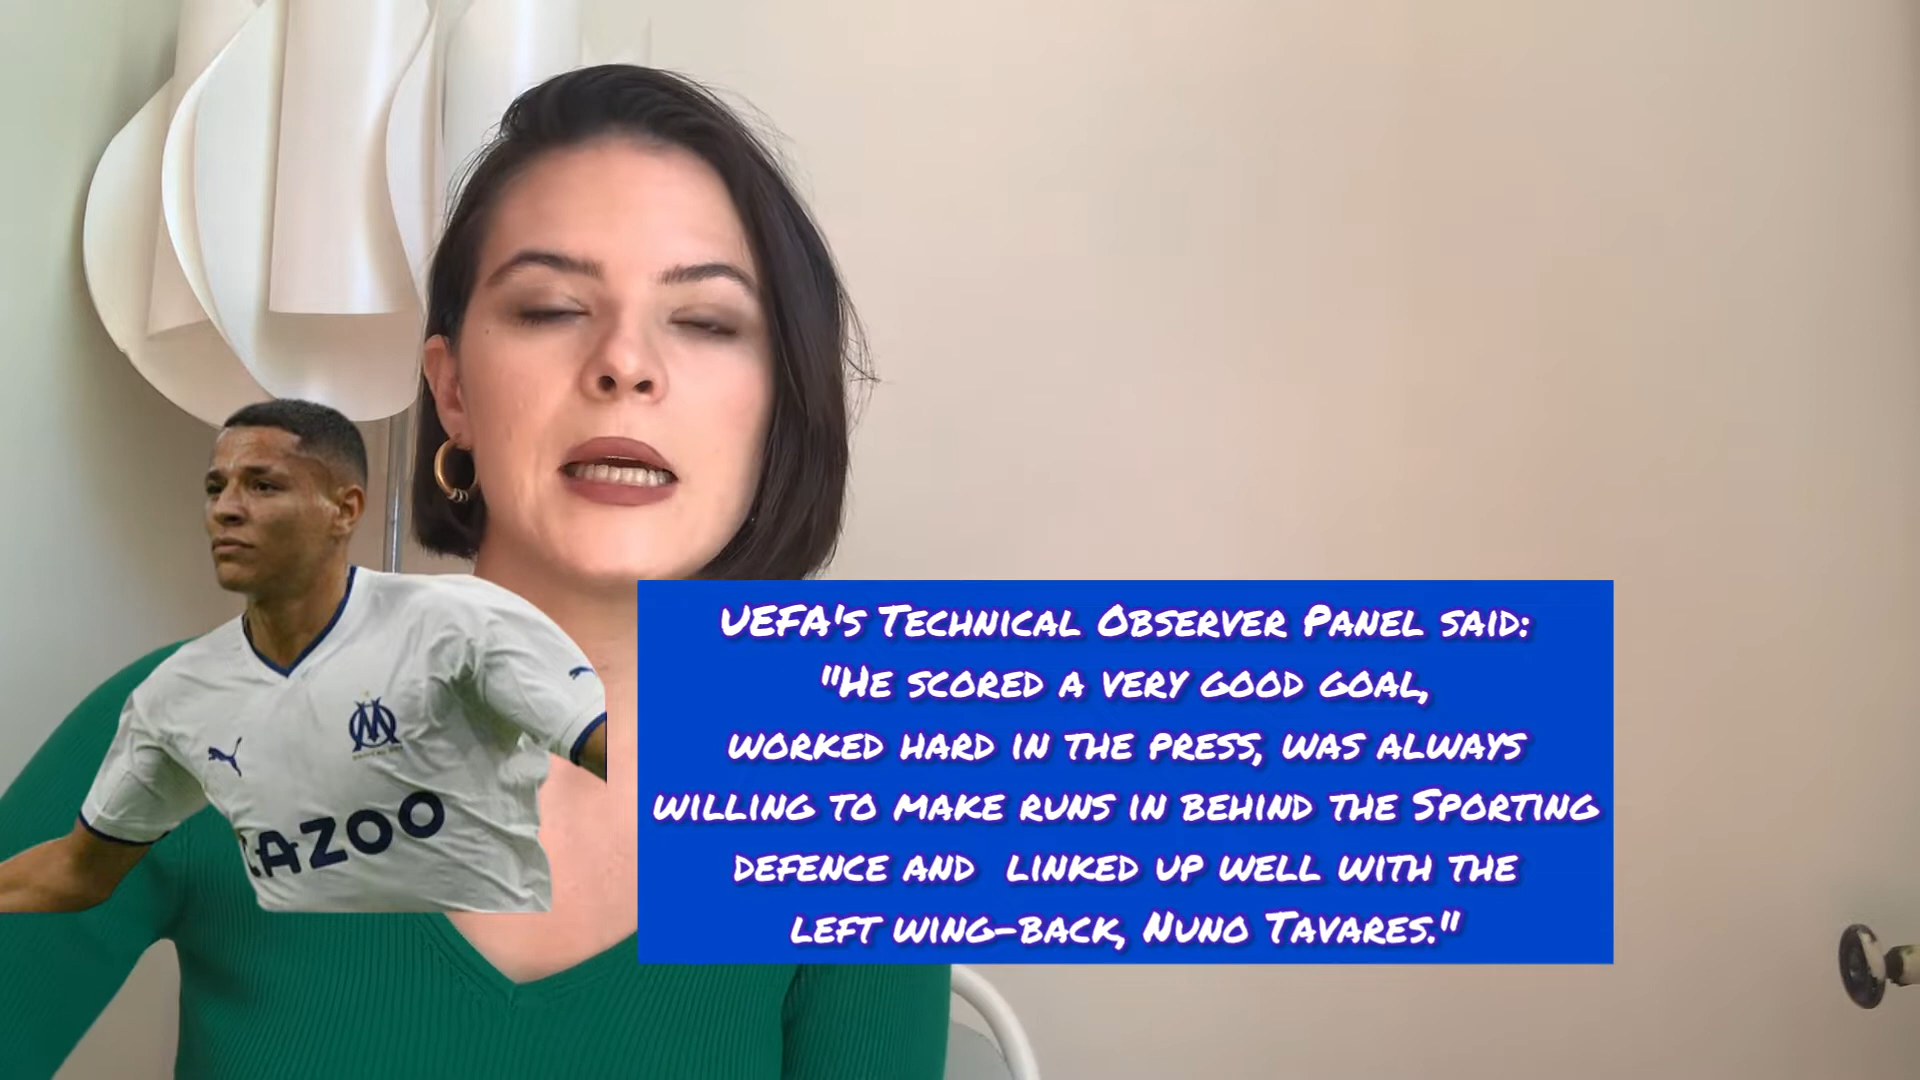 UEFA's Technical Observer Panel said:
"He scored a very good goal,
worked hard in the press, was always
willing to make runs in behind the Sporting
defence and linked up well with the
left wing-back, Nuno Tavares."
CAZOO